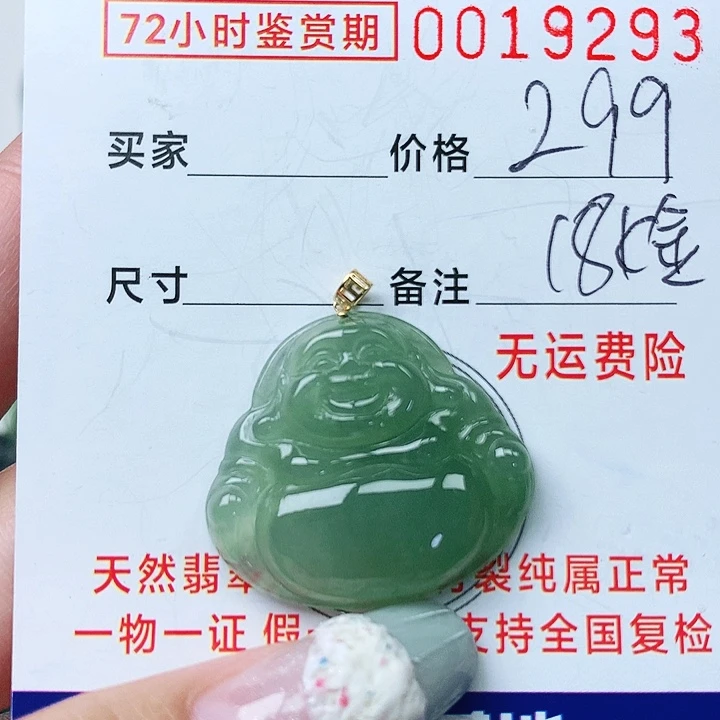 72小时鉴赏期 0019293
买家 价格 299
尺寸 备注 18k金
无运费险
天然翡 裂纯属正常
一物一证 假 支持全国复检